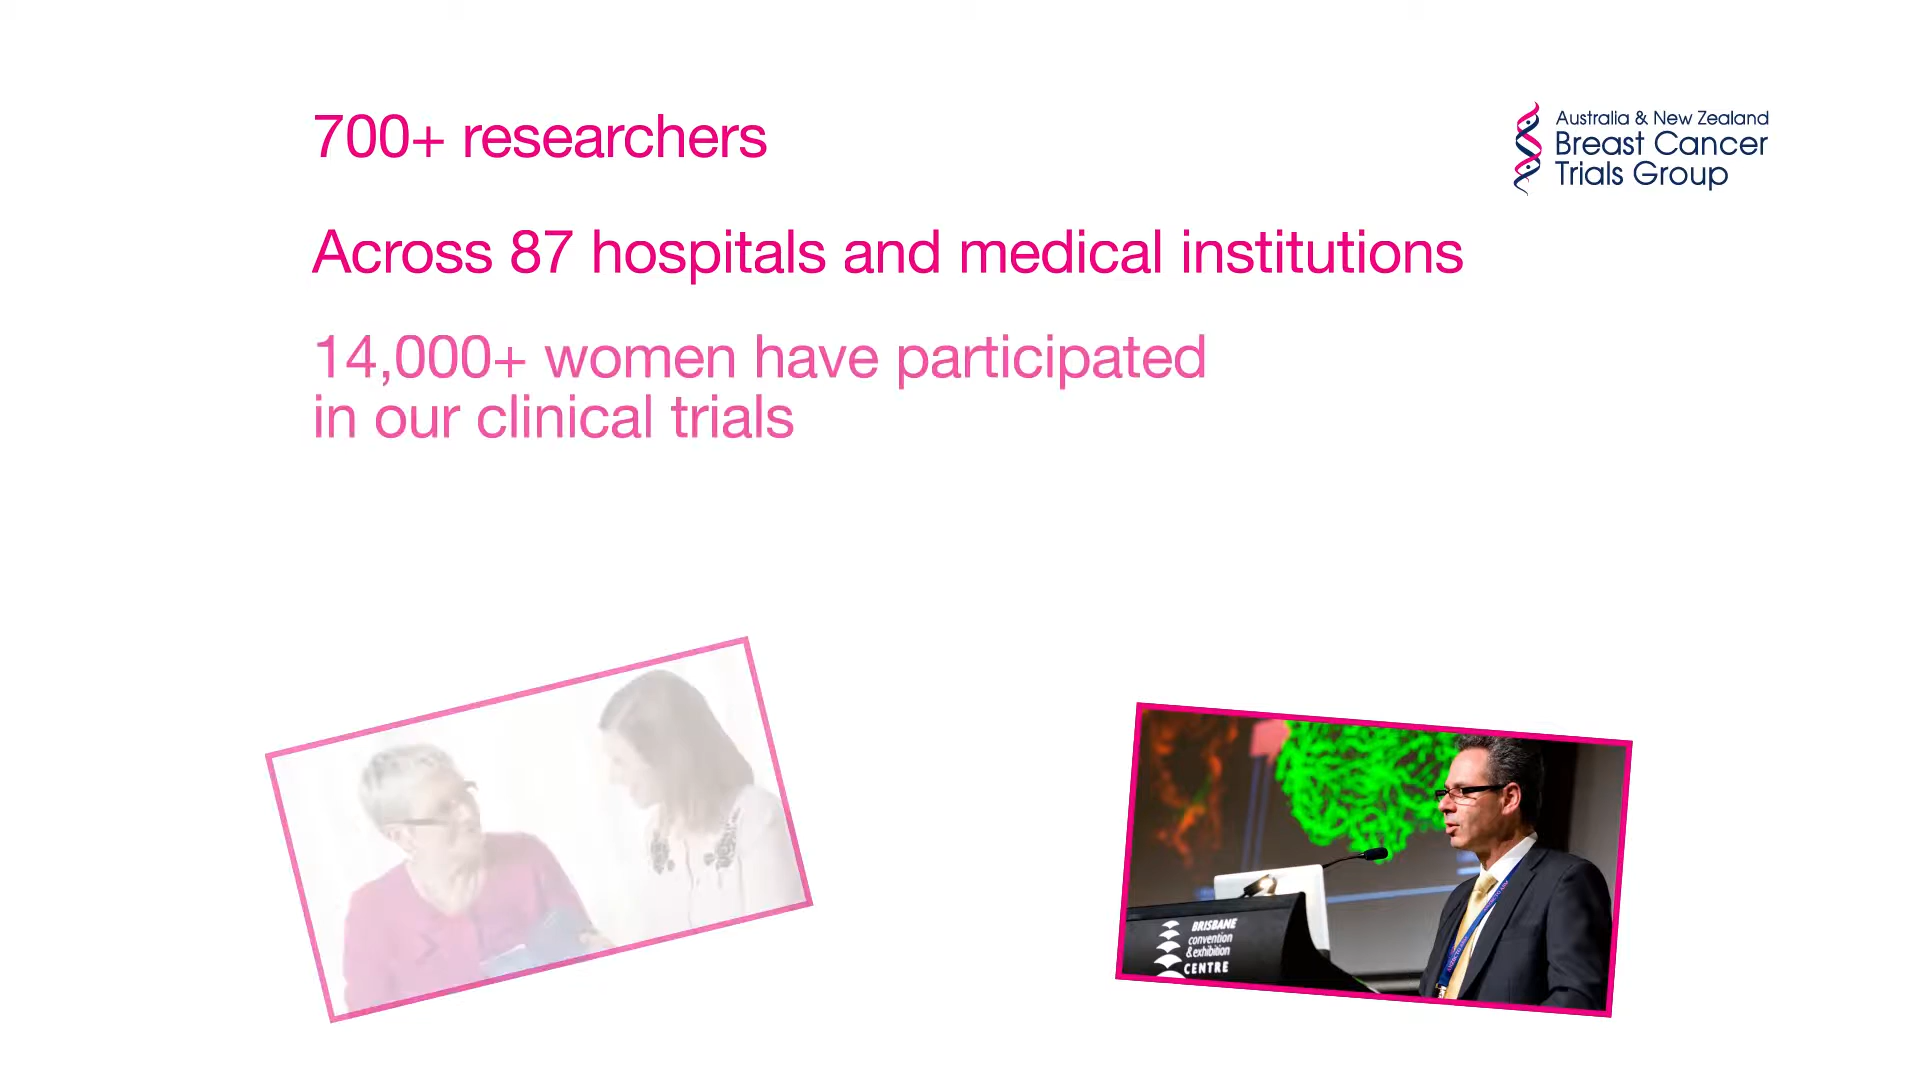 700+ researchers
Australia & New Zealand
Breast Cancer
Trials Group
Across 87 hospitals and medical institutions
14,000+ women have participated
in our clinical trials
BRISBANE
convention
& exhibition
CENTRE